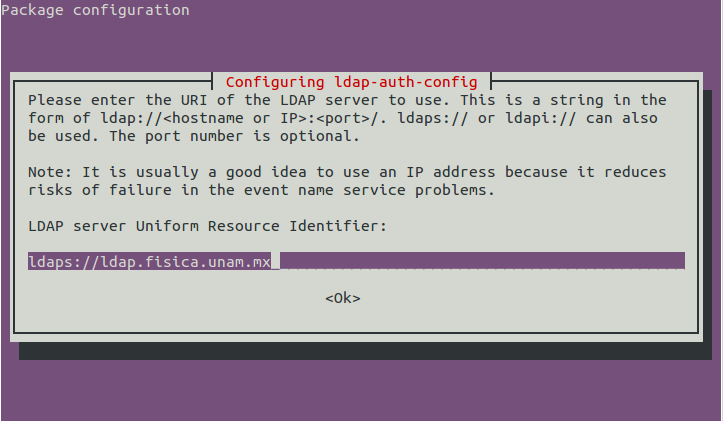 Package configuration
Configuring ldap-auth-config
Please enter the URI of the LDAP server to use. This is a string in the
form of ldap://<hostname or IP>:<port>/. ldaps:// or ldapi:// can also
be used. The port number is optional.
Note: It is usually a good idea to use an IP address because it reduces
risks of failure in the event name service problems.
LDAP server Uniform Resource Identifier:
ldaps://ldap.fisica.unam.mx
<Ok>